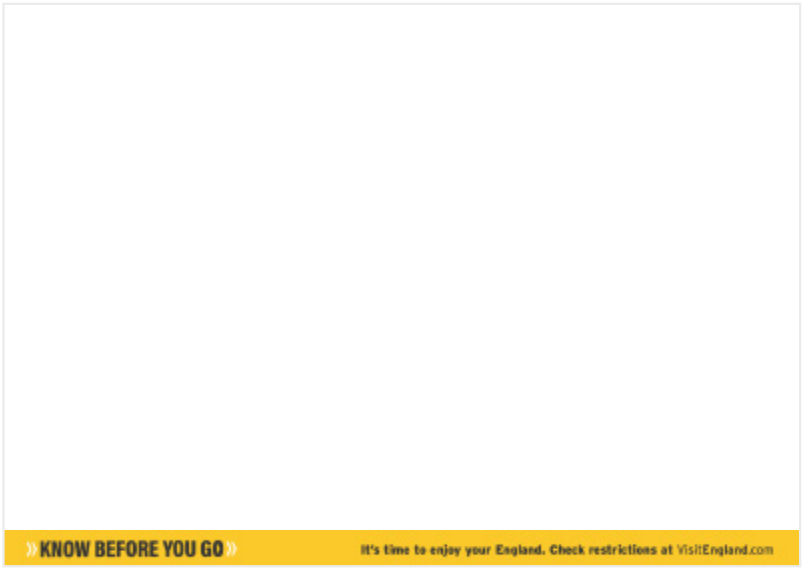 » KNOW BEFORE YOU GO »
It's time to enjoy your England. Check restrictions at VisitEngland.com